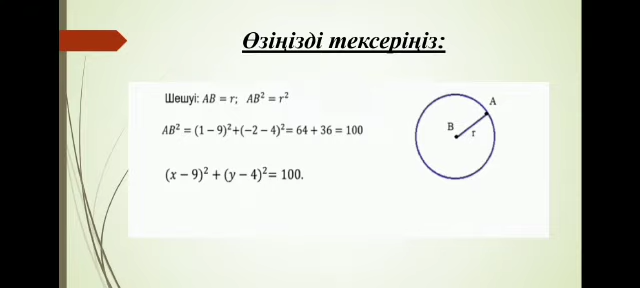 Өзіңізді тексеріңіз:
Шешуі: AB = r; AB² = r²
AB² = (1 − 9)²+(−2 − 4)²= 64 + 36 = 100
(x − 9)² + (y − 4)²= 100.
A
B
r